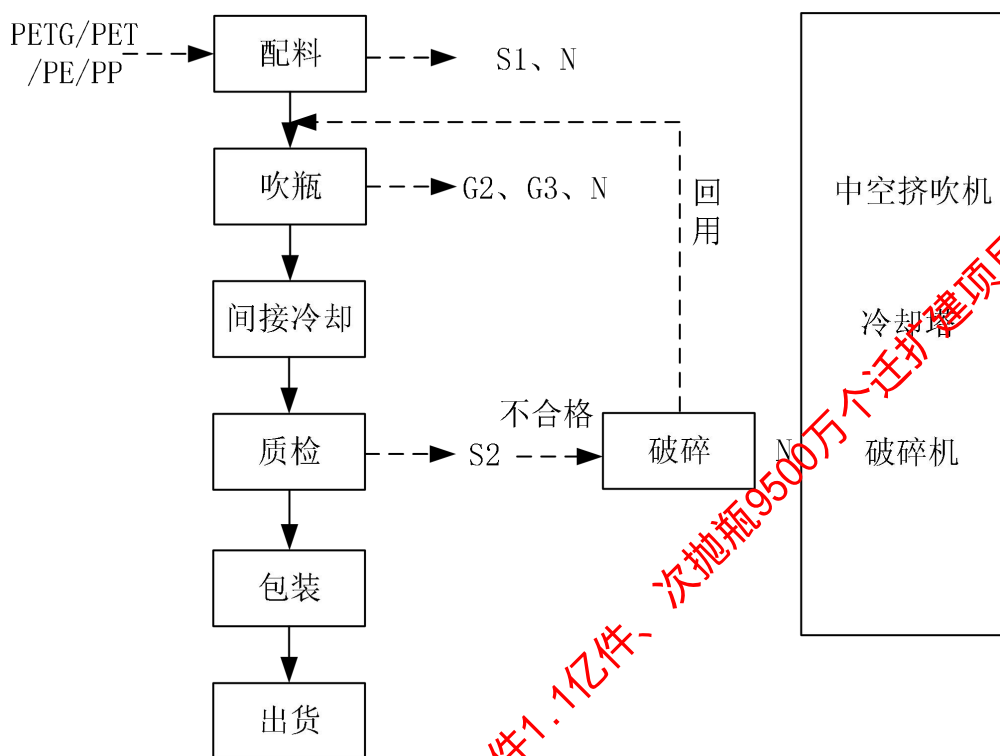 PETG/PET
/PE/PP
配料
S1、N
吹瓶
G2、G3、N
回
用
中空挤吹机
间接冷却
冷却塔
不合格
质检
S2
破碎
N
破碎机
包装
出货
件1.1亿件、次抛瓶9500万个迁扩建项目